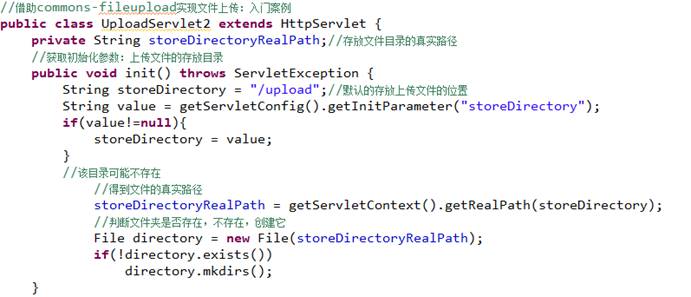 //借助commons-fileupload实现文件上传：入门案例
public class UploadServlet2 extends HttpServlet {
    private String storeDirectoryRealPath;//存放文件目录的真实路径
    //获取初始化参数：上传文件的存放目录
    public void init() throws ServletException {
        String storeDirectory = "/upload";//默认的存放上传文件的位置
        String value = getServletConfig().getInitParameter("storeDirectory");
        if(value!=null){
            storeDirectory = value;
        }
        //该目录可能不存在
            //得到文件的真实路径
            storeDirectoryRealPath = getServletContext().getRealPath(storeDirectory);
            //判断文件夹是否存在，不存在，创建它
            File directory = new File(storeDirectoryRealPath);
            if(!directory.exists())
                directory.mkdirs();
    }